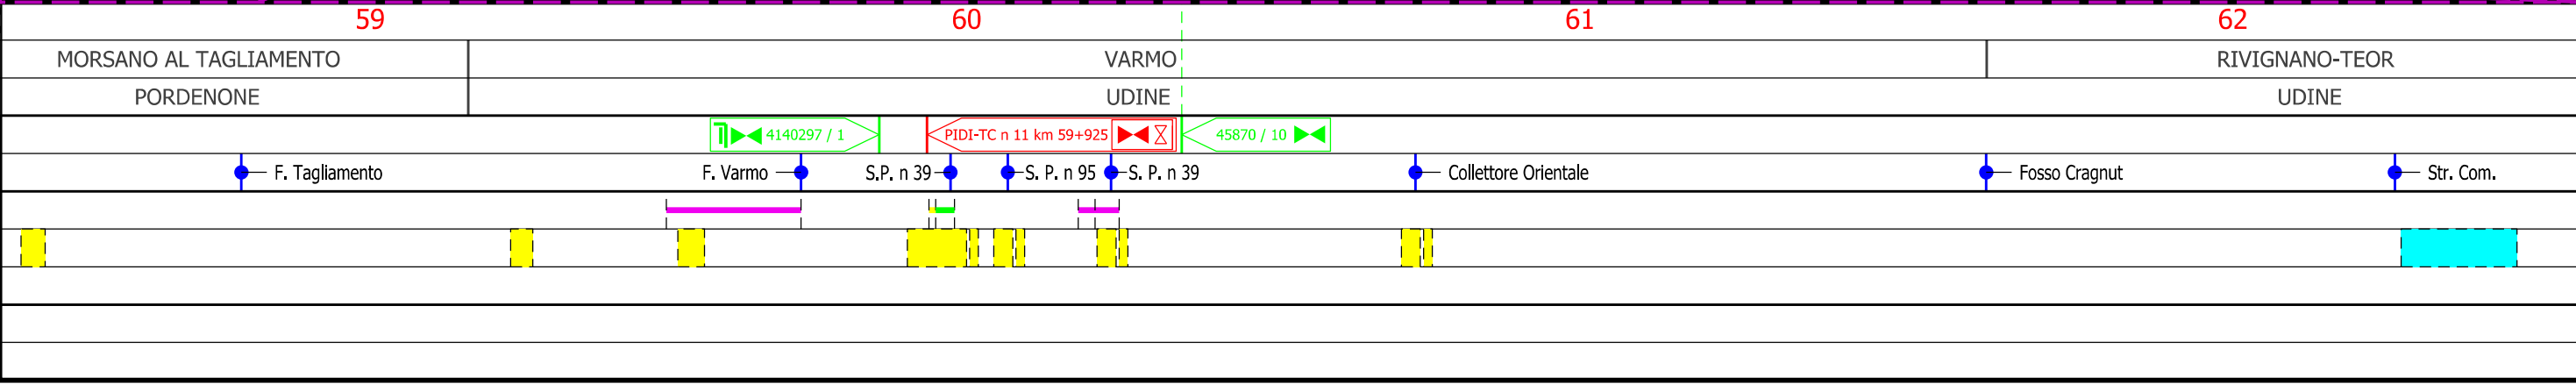 59 60 61 62
MORSANO AL TAGLIAMENTO VARMO RIVIGNANO-TEOR
PORDENONE UDINE UDINE
4140297 / 1 PIDI-TC n 11 km 59+925 45870 / 10
F. Tagliamento F. Varmo S.P. n 39 S. P. n 95 S. P. n 39 Collettore Orientale Fosso Cragnut Str. Com.